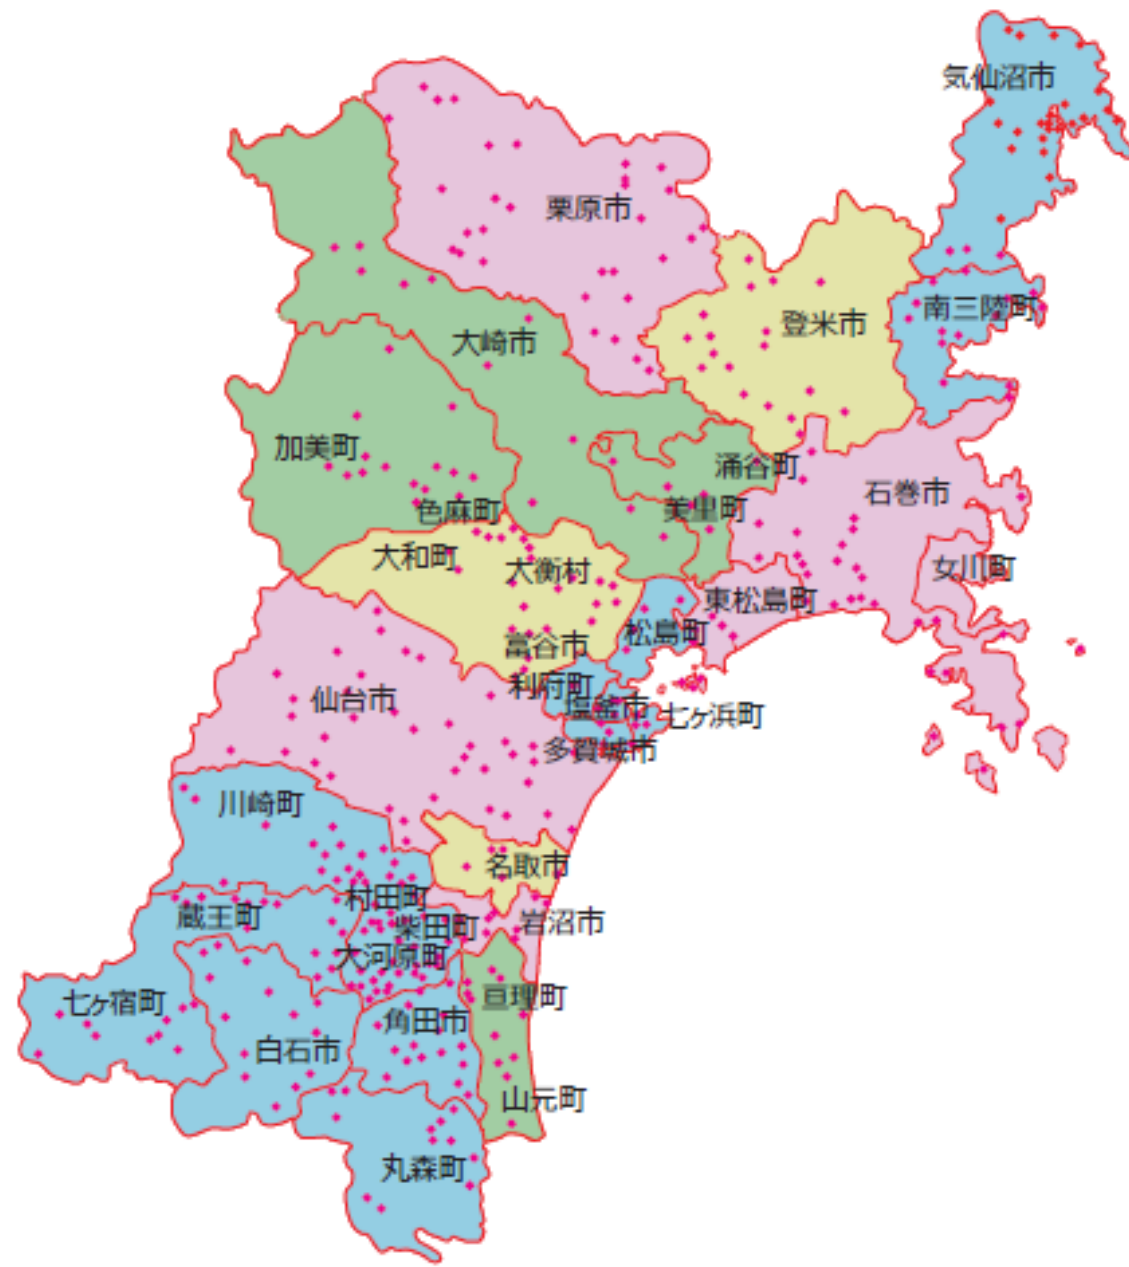 気仙沼市
栗原市
南三陸町
登米市
大崎市
加美町
涌谷町
石巻市
色麻町
美里町
大和町
大衡村
女川町
東松島町
松島町
富谷市
利府町
仙台市
塩釜市
七ヶ浜町
多賀城市
川崎町
名取市
村田町
蔵王町
柴田町
岩沼市
大河原町
七ヶ宿町
亘理町
角田市
白石市
山元町
丸森町